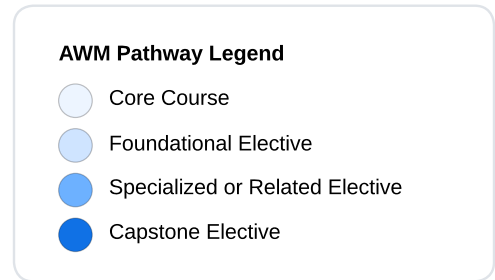 AWM Pathway Legend
Core Course
Foundational Elective
Specialized or Related Elective
Capstone Elective